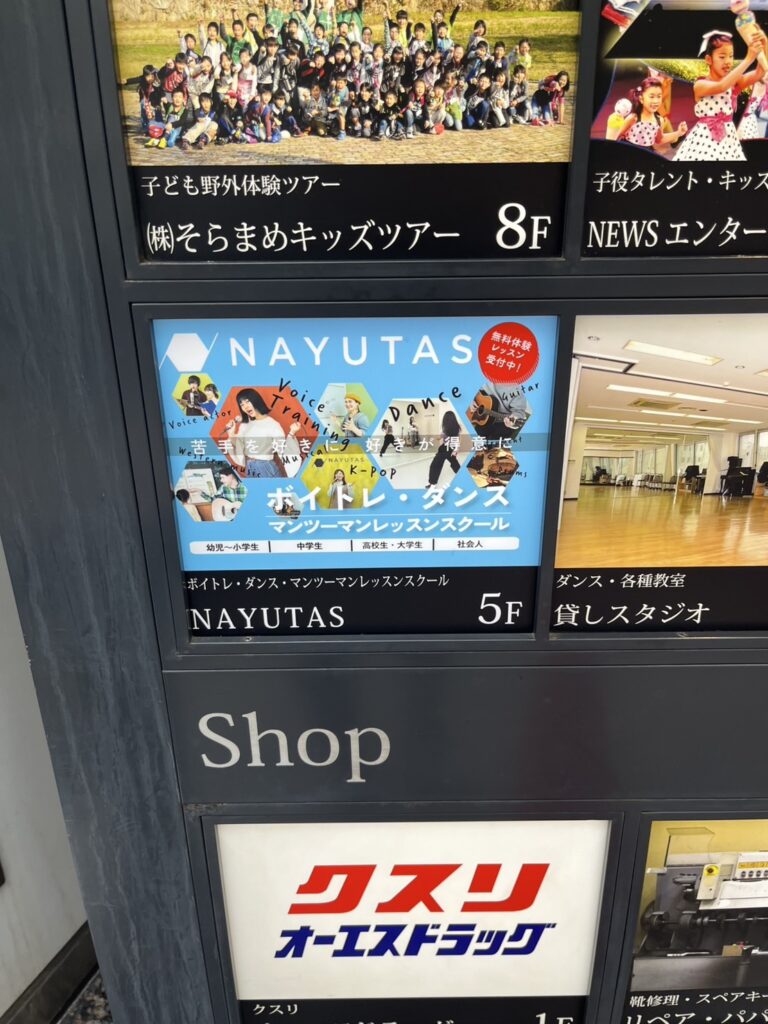 子ども野外体験ツアー
㈱そらまめキッズツアー 8F
子役タレント・キッズ
NEWS エンター
NAYUTAS
無料体験
レッスン
受付中!
Voice actor
Voice
Training
Dance
Guitar
苦手を好きに 好きが得意に
Western music
Musical
NAYUTAS
K-pop
ボイトレ・ダンス
マンツーマンレッスンスクール
幼児〜小学生 中学生 高校生・大学生 社会人
ボイトレ・ダンス・マンツーマンレッスンスクール
NAYUTAS 5F
ダンス・各種教室
貸しスタジオ
Shop
クスリ
オーエスドラッグ
クスリ
1F
靴修理・スペアキー
リペア・パパ